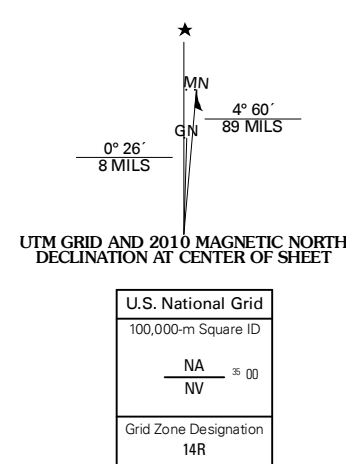 ★
MN
4° 60´
89 MILS
GN
0° 26´
8 MILS
UTM GRID AND 2010 MAGNETIC NORTH
DECLINATION AT CENTER OF SHEET
U.S. National Grid
100,000-m Square ID
NA
35 00
NV
Grid Zone Designation
14R